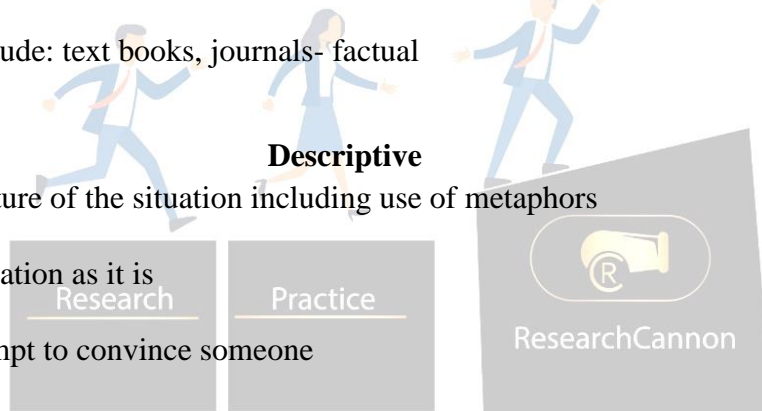 ude: text books, journals- factual
Descriptive
ture of the situation including use of metaphors
ation as it is
Research
Practice
mpt to convince someone
R
ResearchCannon